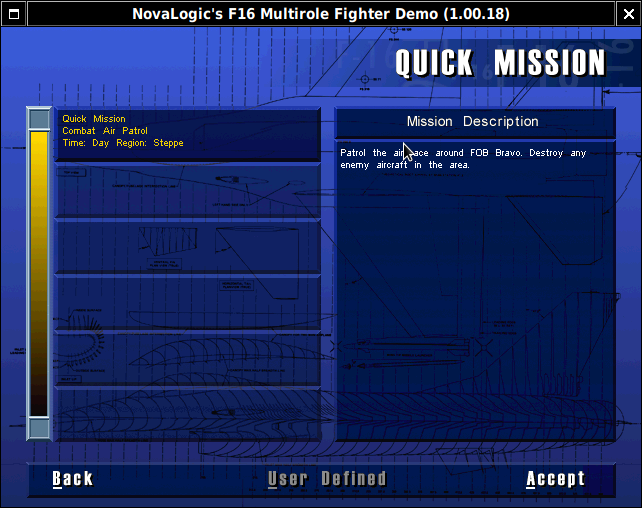 NovaLogic's F16 Multirole Fighter Demo (1.00.18)
QUICK MISSION
Quick Mission
Combat Air Patrol
Time: Day Region: Steppe
Mission Description
Patrol the around FOB Bravo. Destroy any
enemy aircraft in the area.
Back
User Defined
Accept